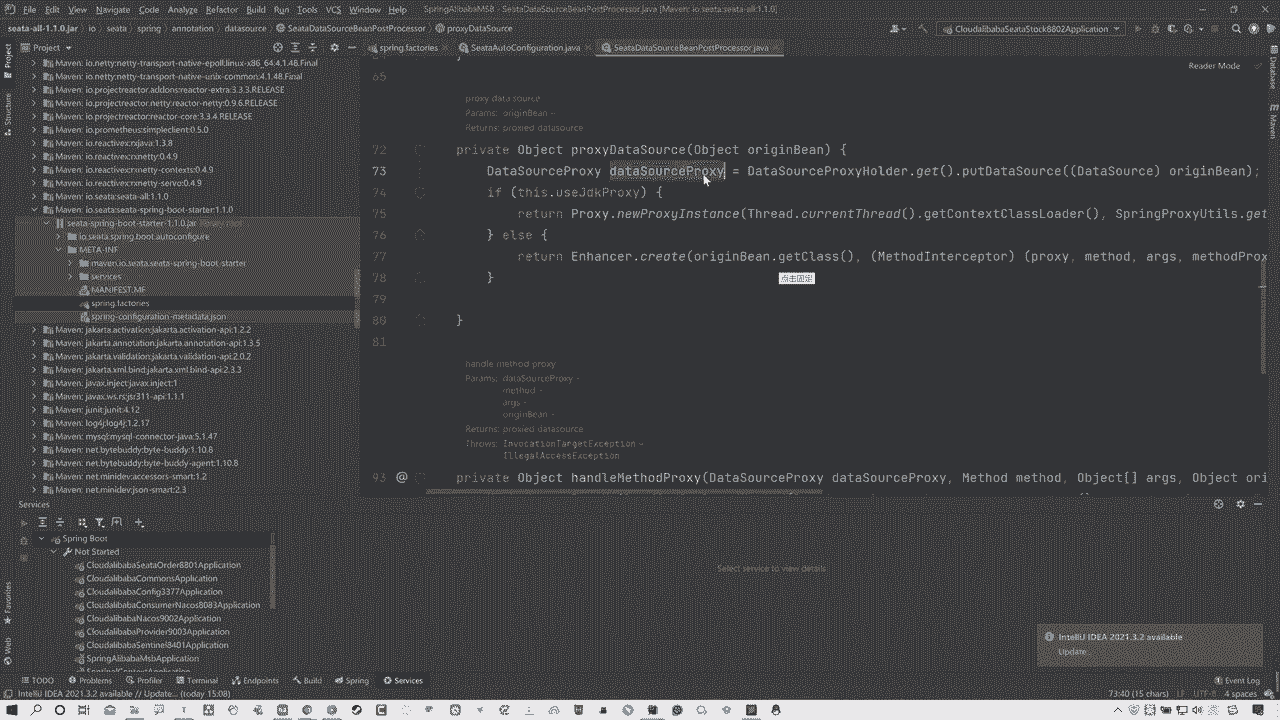 File Edit View Navigate Code Analyze Refactor Build Run Tools VCS Window Help SpringAlibabaMSB - SeataDataSourceBeanPostProcessor.java [Maven: io.seata:seata-all:1.1.0]
seata-all-1.1.0.jar io seata spring annotation datasource SeataDataSourceBeanPostProcessor proxyDataSource CloudalibabaSeataStock8802Application
Project spring.factories SeataAutoConfiguration.java SeataDataSourceBeanPostProcessor.java
Reader Mode
Maven: io.netty:netty-transport-native-epoll:linux-x86_64:4.1.48.Final
Maven: io.netty:netty-transport-native-unix-common:4.1.48.Final
Maven: io.projectreactor.addons:reactor-extra:3.3.3.RELEASE
Maven: io.projectreactor.netty:reactor-netty:0.9.6.RELEASE
Maven: io.projectreactor:reactor-core:3.3.4.RELEASE
Maven: io.prometheus:simpleclient:0.5.0
Maven: io.reactivex:rxjava:1.3.8
Maven: io.reactivex:rxnetty:0.4.9
Maven: io.reactivex:rxnetty-contexts:0.4.9
Maven: io.reactivex:rxnetty-servo:0.4.9
Maven: io.seata:seata-all:1.1.0
Maven: io.seata:seata-spring-boot-starter:1.1.0
seata-spring-boot-starter-1.1.0.jar library root
io.seata.spring.boot.autoconfigure
META-INF
maven.io.seata.seata-spring-boot-starter
services
MANIFEST.MF
spring.factories
spring-configuration-metadata.json
Maven: jakarta.activation:jakarta.activation-api:1.2.2
Maven: jakarta.annotation:jakarta.annotation-api:1.3.5
Maven: jakarta.validation:jakarta.validation-api:2.0.2
Maven: jakarta.xml.bind:jakarta.xml.bind-api:2.3.3
Maven: javax.inject:javax.inject:1
Maven: javax.ws.rs:jsr311-api:1.1.1
Maven: junit:junit:4.12
Maven: log4j:log4j:1.2.17
Maven: mysql:mysql-connector-java:5.1.47
Maven: net.bytebuddy:byte-buddy:1.10.8
Maven: net.bytebuddy:byte-buddy-agent:1.10.8
Maven: net.minidev:accessors-smart:1.2
Maven: net.minidev:json-smart:2.3
64 }
65
proxy data source
Params: originBean –
Returns: proxied datasource
72 private Object proxyDataSource(Object originBean) {
73 DataSourceProxy dataSourceProxy = DataSourceProxyHolder.get().putDataSource((DataSource) originBean);
74 if (this.useJdkProxy) {
75 return Proxy.newProxyInstance(Thread.currentThread().getContextClassLoader(), SpringProxyUtils.get
76 } else {
77 return Enhancer.create(originBean.getClass(), (MethodInterceptor) (proxy, method, args, methodProx
78 }
点击固定
79
80 }
81
handle method proxy
Params: dataSourceProxy –
method –
args –
originBean –
Returns: proxied datasource
Throws: InvocationTargetException –
IllegalAccessException
93 @ private Object handleMethodProxy(DataSourceProxy dataSourceProxy, Method method, Object[] args, Object ori
Services
Spring Boot
Not Started
CloudalibabaSeataOrder8801Application
CloudalibabaCommonsApplication
CloudalibabaConfig3377Application
CloudalibabaConsumerNacos8083Application
CloudalibabaNacos9002Application
CloudalibabaProvider9003Application
CloudalibabaSentinel8401Application
SpringAlibabaMsbApplication
SentinelContextApplication
Select service to view details
IntelliJ IDEA 2021.3.2 available
Update...
Project
Structure
Favorites
Web
Database
Maven
TODO Problems Profiler Terminal Endpoints Build Spring Services Event Log
IntelliJ IDEA 2021.3.2 available // Update... (today 15:08) 73:40 (15 chars) LF UTF-8 4 spaces